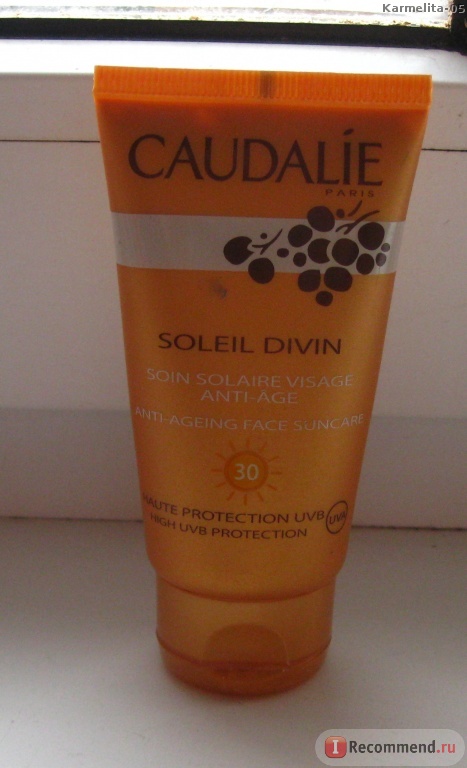 Karmelita-05
CAUDALÍE
PARIS
SOLEIL DIVIN
SOIN SOLAIRE VISAGE
ANTI-AGE
ANTI-AGEING FACE SUNCARE
30
HAUTE PROTECTION UVB
UVA
HIGH UVB PROTECTION
I Recommend.ru